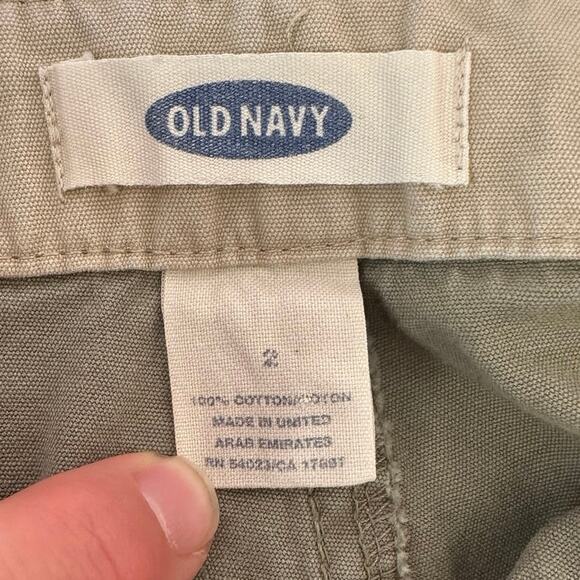 OLD NAVY
2
100% COTTON/COTON
MADE IN UNITED
ARAB EMIRATES
RN 54023/CA 17897